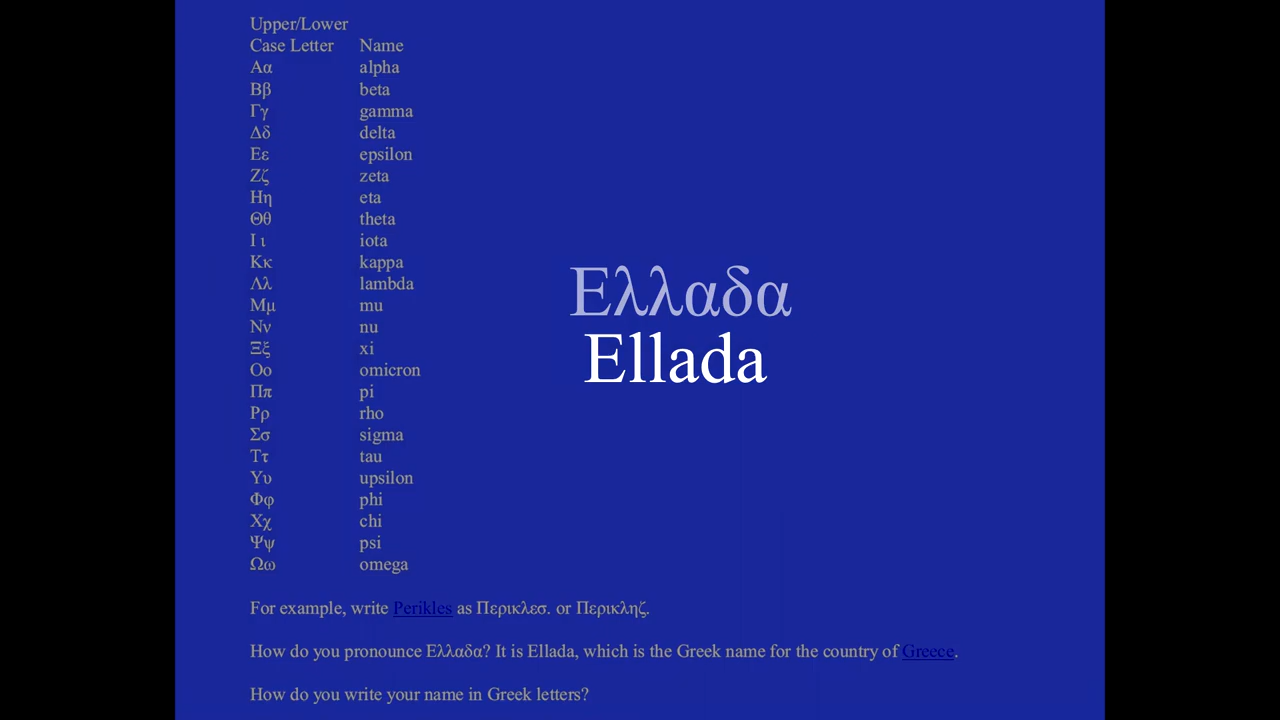 Upper/Lower
Case Letter Name
Αα alpha
Ββ beta
Γγ gamma
Δδ delta
Εε epsilon
Ζζ zeta
Ηη eta
Θθ theta
Ι ι iota
Κκ kappa
Λλ lambda
Μμ mu
Νν nu
Ξξ xi
Οο omicron
Ππ pi
Ρρ rho
Σσ sigma
Ττ tau
Υυ upsilon
Φφ phi
Χχ chi
Ψψ psi
Ωω omega
Ελλαδα
Ellada
For example, write Perikles as Περικλεσ. or Περικληζ.
How do you pronounce Ελλαδα? It is Ellada, which is the Greek name for the country of Greece.
How do you write your name in Greek letters?